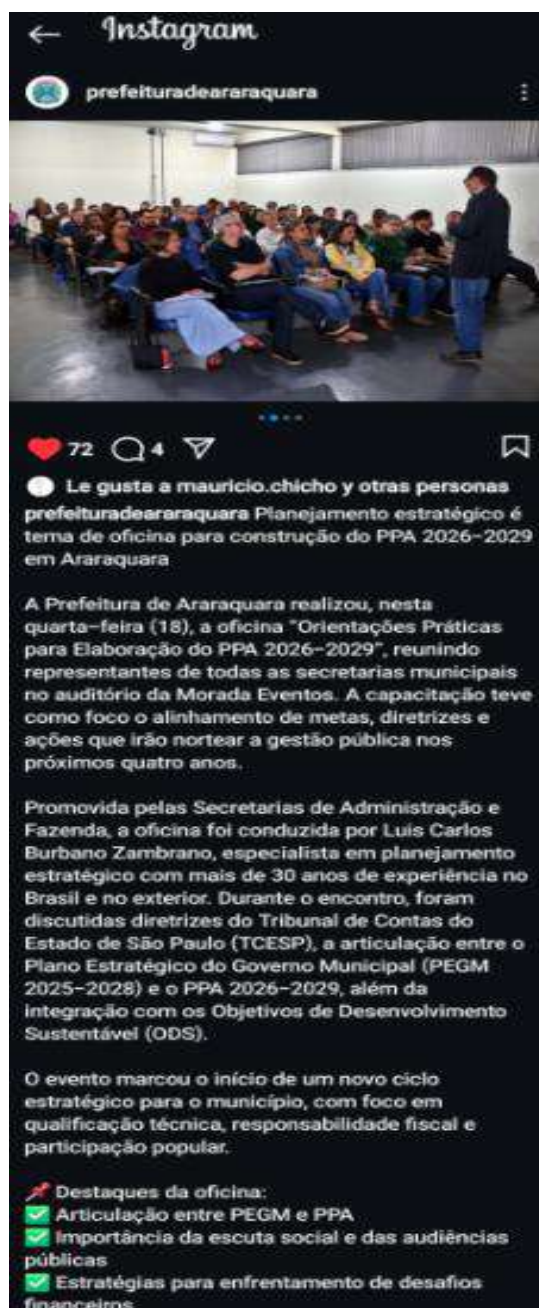 Instagram
prefeituradeararaquara
72 4
Le gusta a mauricio.chicho y otras personas
prefeituradeararaquara Planejamento estratégico é
tema de oficina para construção do PPA 2026-2029
em Araraquara
A Prefeitura de Araraquara realizou, nesta
quarta-feira (18), a oficina "Orientações Práticas
para Elaboração do PPA 2026-2029", reunindo
representantes de todas as secretarias municipais
no auditório da Morada Eventos. A capacitação teve
como foco o alinhamento de metas, diretrizes e
ações que irão nortear a gestão pública nos
próximos quatro anos.
Promovida pelas Secretarias de Administração e
Fazenda, a oficina foi conduzida por Luis Carlos
Burbano Zambrano, especialista em planejamento
estratégico com mais de 30 anos de experiência no
Brasil e no exterior. Durante o encontro, foram
discutidas diretrizes do Tribunal de Contas do
Estado de São Paulo (TCESP), a articulação entre o
Plano Estratégico do Governo Municipal (PEGM
2025-2028) e o PPA 2026-2029, além da
integração com os Objetivos de Desenvolvimento
Sustentável (ODS).
O evento marcou o início de um novo ciclo
estratégico para o município, com foco em
qualificação técnica, responsabilidade fiscal e
participação popular.
📌 Destaques da oficina:
✅ Articulação entre PEGM e PPA
✅ Importância da escuta social e das audiências
públicas
✅ Estratégias para enfrentamento de desafios
financeiros